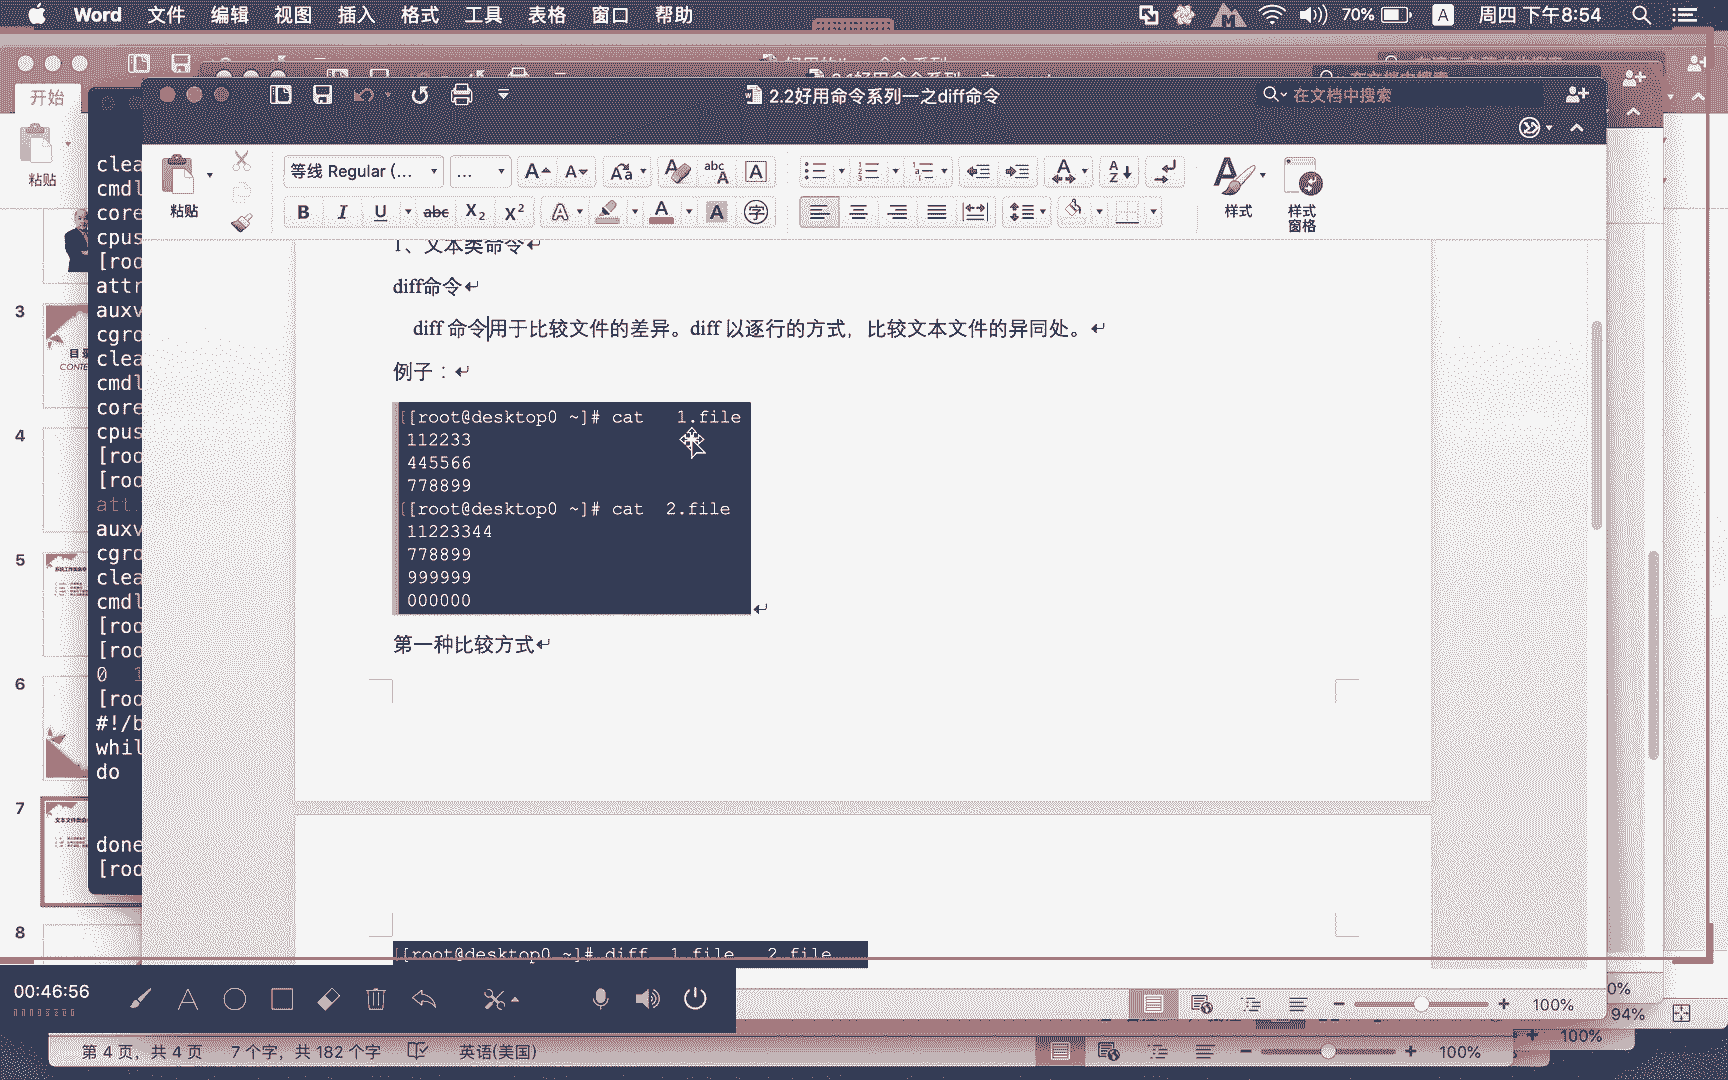 Word 文件 编辑 视图 插入 格式 工具 表格 窗口 帮助 70% A 周四 下午8:54
开始
2.2好用命令系列一之diff命令
在文档中搜索
粘贴
粘贴
等线 Regular (...
...
样式
样式
窗格
1、文本类命令
diff命令
diff 命令用于比较文件的差异。diff 以逐行的方式，比较文本文件的异同处。
例子：
[[root@desktop0 ~]# cat 1.file
112233
445566
778899
[[root@desktop0 ~]# cat 2.file
11223344
778899
999999
000000
第一种比较方式
[[root@desktop0 ~]# diff 1.file 2.file
clea
cmdl
core
cpus
[roo
attr
auxv
cgro
clea
cmdl
core
cpus
[roo
[roo
att
auxv
cgro
clea
cmdl
[roo
[roo
0 1
[roo
#!/b
whil
do
done
[roo
3
目录
CONTE
4
5
6
7
8
00:46:56
100%
0%
94%
100%
第 4 页，共 4 页 7 个字，共 182 个字 英语(美国) 100%